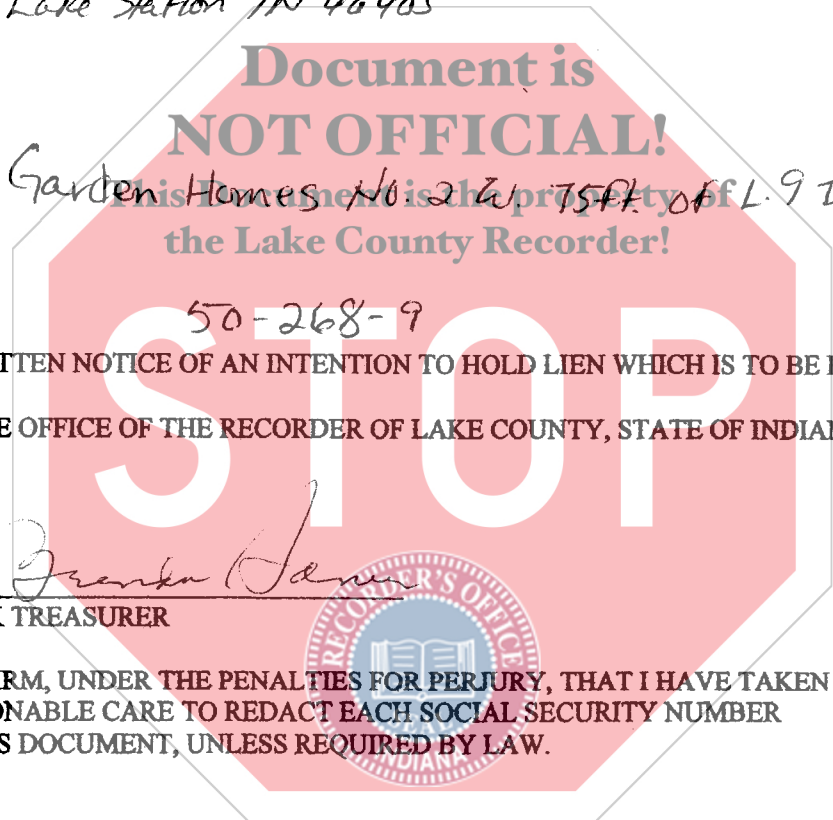 Lake Station IN 46405
Document is
NOT OFFICIAL!
Garden Homes No. 2 W. 75ft. of L. 9
This Document is the property of
the Lake County Recorder!
50-268-9
STOP
TTEN NOTICE OF AN INTENTION TO HOLD LIEN WHICH IS TO BE
E OFFICE OF THE RECORDER OF LAKE COUNTY, STATE OF INDIA
TREASURER
RECORDER'S OFFICE
RM, UNDER THE PENALTIES FOR PERJURY, THAT I HAVE TAKEN
ONABLE CARE TO REDACT EACH SOCIAL SECURITY NUMBER
S DOCUMENT, UNLESS REQUIRED BY LAW.
SEAL
INDIANA